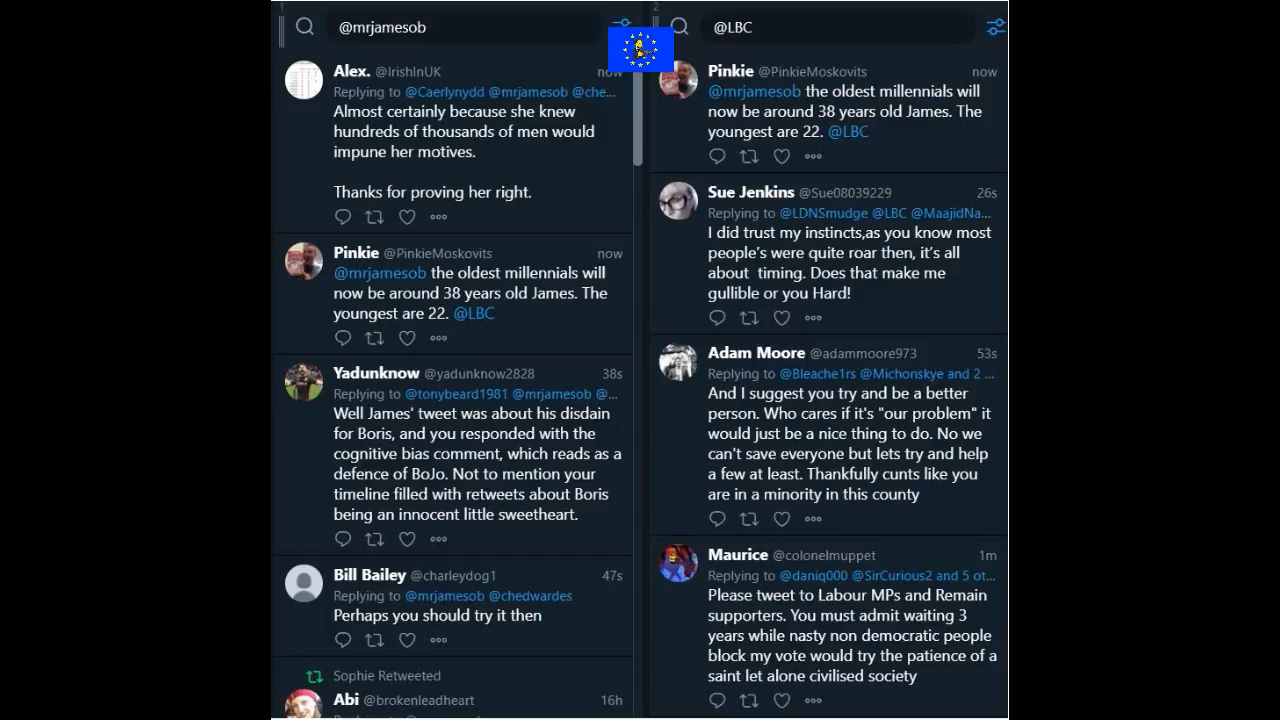 1
@mrjamesob
Alex. @IrishInUK now
Replying to @Caerlynydd @mrjamesob @che...
Almost certainly because she knew
hundreds of thousands of men would
impune her motives.
Thanks for proving her right.
Pinkie @PinkieMoskovits now
@mrjamesob the oldest millennials will
now be around 38 years old James. The
youngest are 22. @LBC
Yadunknow @yadunknow2828 38s
Replying to @tonybeard1981 @mrjamesob @...
Well James' tweet was about his disdain
for Boris, and you responded with the
cognitive bias comment, which reads as a
defence of BoJo. Not to mention your
timeline filled with retweets about Boris
being an innocent little sweetheart.
Bill Bailey @charleydog1 47s
Replying to @mrjamesob @chedwardes
Perhaps you should try it then
Sophie Retweeted
Abi @brokenleadheart 16h
2
@LBC
Pinkie @PinkieMoskovits now
@mrjamesob the oldest millennials will
now be around 38 years old James. The
youngest are 22. @LBC
Sue Jenkins @Sue08039229 26s
Replying to @LDNSmudge @LBC @MaajidNa...
I did trust my instincts,as you know most
people's were quite roar then, it's all
about timing. Does that make me
gullible or you Hard!
Adam Moore @adammoore973 53s
Replying to @Bleache1rs @Michonskye and 2 ...
And I suggest you try and be a better
person. Who cares if it's "our problem" it
would just be a nice thing to do. No we
can't save everyone but lets try and help
a few at least. Thankfully cunts like you
are in a minority in this county
Maurice @colonelmuppet 1m
Replying to @daniq000 @SirCurious2 and 5 ot...
Please tweet to Labour MPs and Remain
supporters. You must admit waiting 3
years while nasty non democratic people
block my vote would try the patience of a
saint let alone civilised society